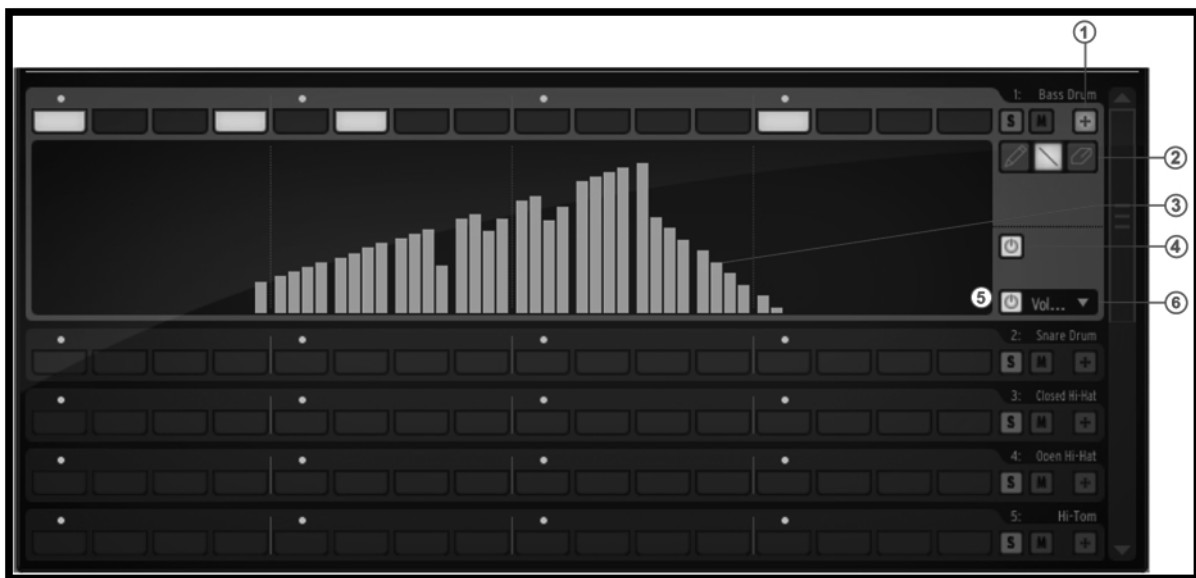 1
1: Bass Drum
S M +
2
3
4
5 Vol... 6
2: Snare Drum
S M +
3: Closed Hi-Hat
S M +
4: Open Hi-Hat
S M +
5: Hi-Tom
S M +